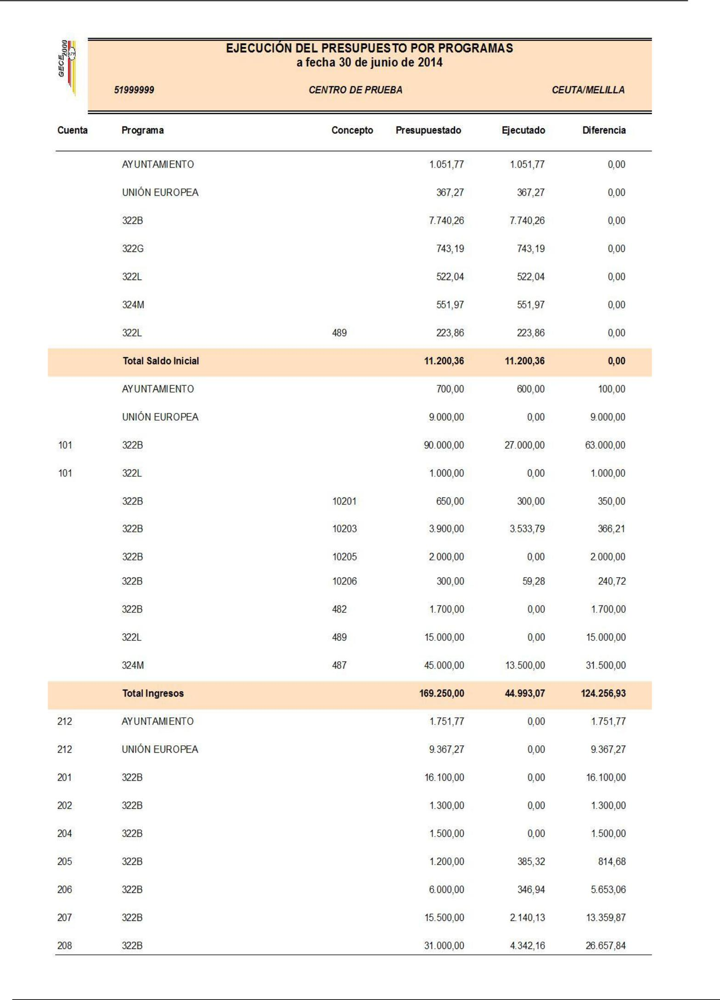 GECE 2000
EJECUCIÓN DEL PRESUPUESTO POR PROGRAMAS
a fecha 30 de junio de 2014
51999999 CENTRO DE PRUEBA CEUTA/MELILLA
Cuenta Programa Concepto Presupuestado Ejecutado Diferencia
AYUNTAMIENTO 1.051,77 1.051,77 0,00
UNIÓN EUROPEA 367,27 367,27 0,00
322B 7.740,26 7.740,26 0,00
322G 743,19 743,19 0,00
322L 522,04 522,04 0,00
324M 551,97 551,97 0,00
322L 489 223,86 223,86 0,00
Total Saldo Inicial 11.200,36 11.200,36 0,00
AYUNTAMIENTO 700,00 600,00 100,00
UNIÓN EUROPEA 9.000,00 0,00 9.000,00
101 322B 90.000,00 27.000,00 63.000,00
101 322L 1.000,00 0,00 1.000,00
322B 10201 650,00 300,00 350,00
322B 10203 3.900,00 3.533,79 366,21
322B 10205 2.000,00 0,00 2.000,00
322B 10206 300,00 59,28 240,72
322B 482 1.700,00 0,00 1.700,00
322L 489 15.000,00 0,00 15.000,00
324M 487 45.000,00 13.500,00 31.500,00
Total Ingresos 169.250,00 44.993,07 124.256,93
212 AYUNTAMIENTO 1.751,77 0,00 1.751,77
212 UNIÓN EUROPEA 9.367,27 0,00 9.367,27
201 322B 16.100,00 0,00 16.100,00
202 322B 1.300,00 0,00 1.300,00
204 322B 1.500,00 0,00 1.500,00
205 322B 1.200,00 385,32 814,68
206 322B 6.000,00 346,94 5.653,06
207 322B 15.500,00 2.140,13 13.359,87
208 322B 31.000,00 4.342,16 26.657,84